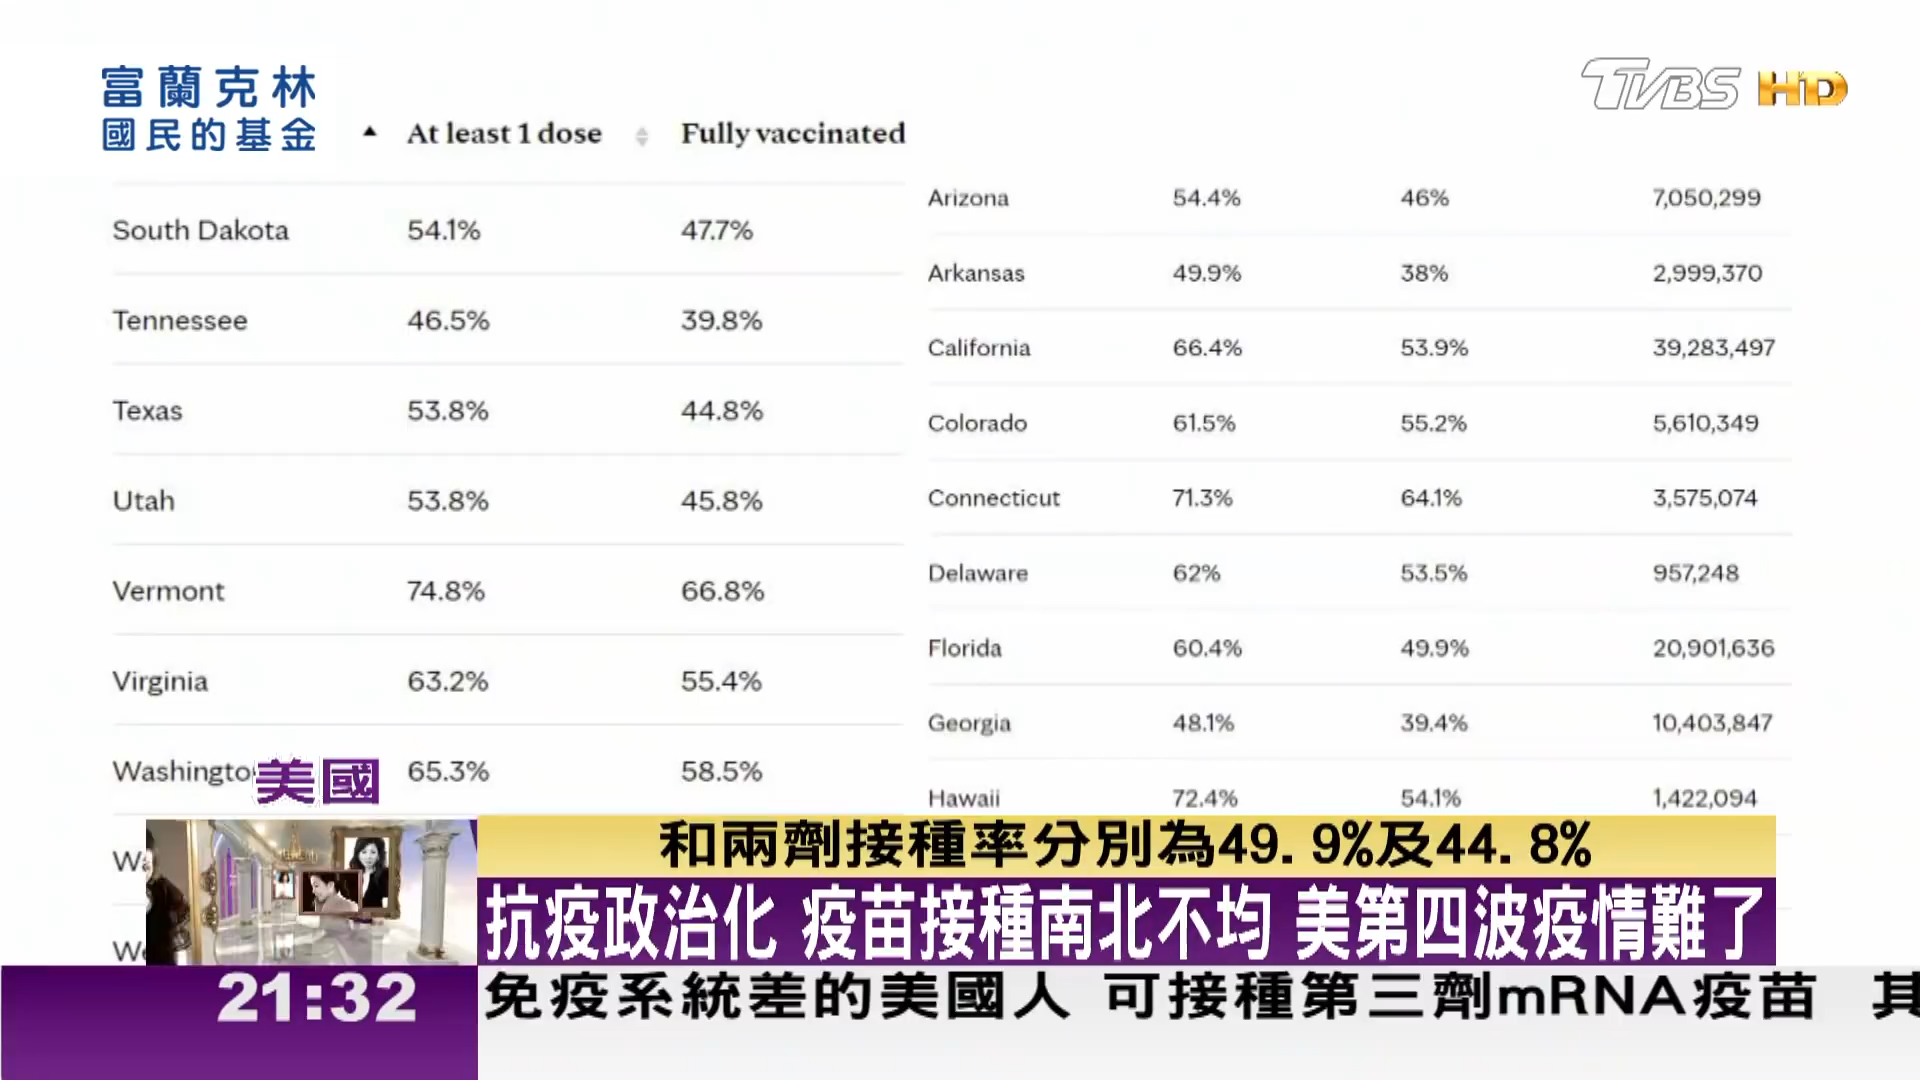 富蘭克林
國民的基金
TVBS HD
At least 1 dose Fully vaccinated
South Dakota 54.1% 47.7%
Tennessee 46.5% 39.8%
Texas 53.8% 44.8%
Utah 53.8% 45.8%
Vermont 74.8% 66.8%
Virginia 63.2% 55.4%
65.3% 58.5%
Arizona 54.4% 46% 7,050,299
Arkansas 49.9% 38% 2,999,370
California 66.4% 53.9% 39,283,497
Colorado 61.5% 55.2% 5,610,349
Connecticut 71.3% 64.1% 3,575,074
Delaware 62% 53.5% 957,248
Florida 60.4% 49.9% 20,901,636
Georgia 48.1% 39.4% 10,403,847
Hawaii 72.4% 54.1% 1,422,094
美國
和兩劑接種率分別為49.9%及44.8%
抗疫政治化 疫苗接種南北不均 美第四波疫情難了
21:32
免疫系統差的美國人 可接種第三劑mRNA疫苗 其